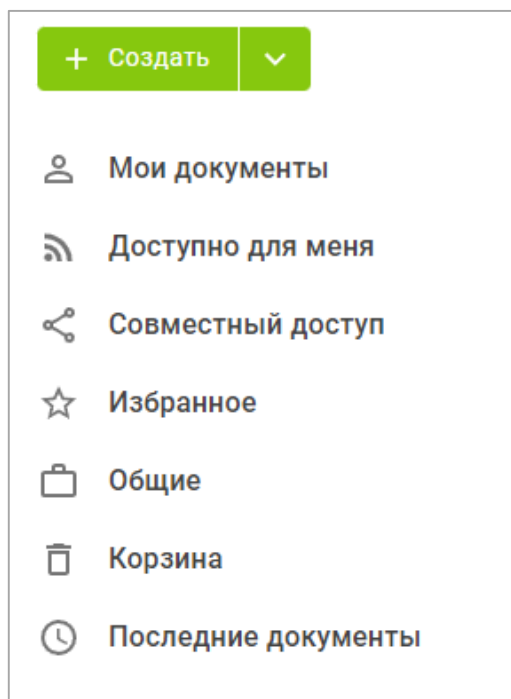 + Создать
Мои документы
Доступно для меня
Совместный доступ
Избранное
Общие
Корзина
Последние документы